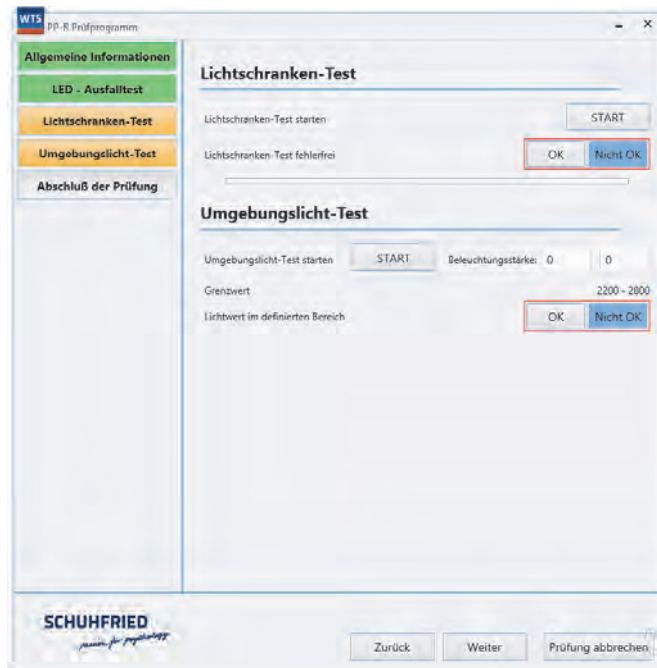 WTS PP-R Prüfprogramm
Allgemeine Informationen
LED - Ausfalltest
Lichtschranken-Test
Umgebungslicht-Test
Abschluß der Prüfung
Lichtschranken-Test
Lichtschranken-Test starten START
Lichtschranken-Test fehlerfrei OK Nicht OK
Umgebungslicht-Test
Umgebungslicht-Test starten START Beleuchtungsstärke: 0 0
Grenzwert 2200 - 2800
Lichtwert im definierten Bereich OK Nicht OK
SCHUHFRIED
Zurück Weiter Prüfung abbrechen